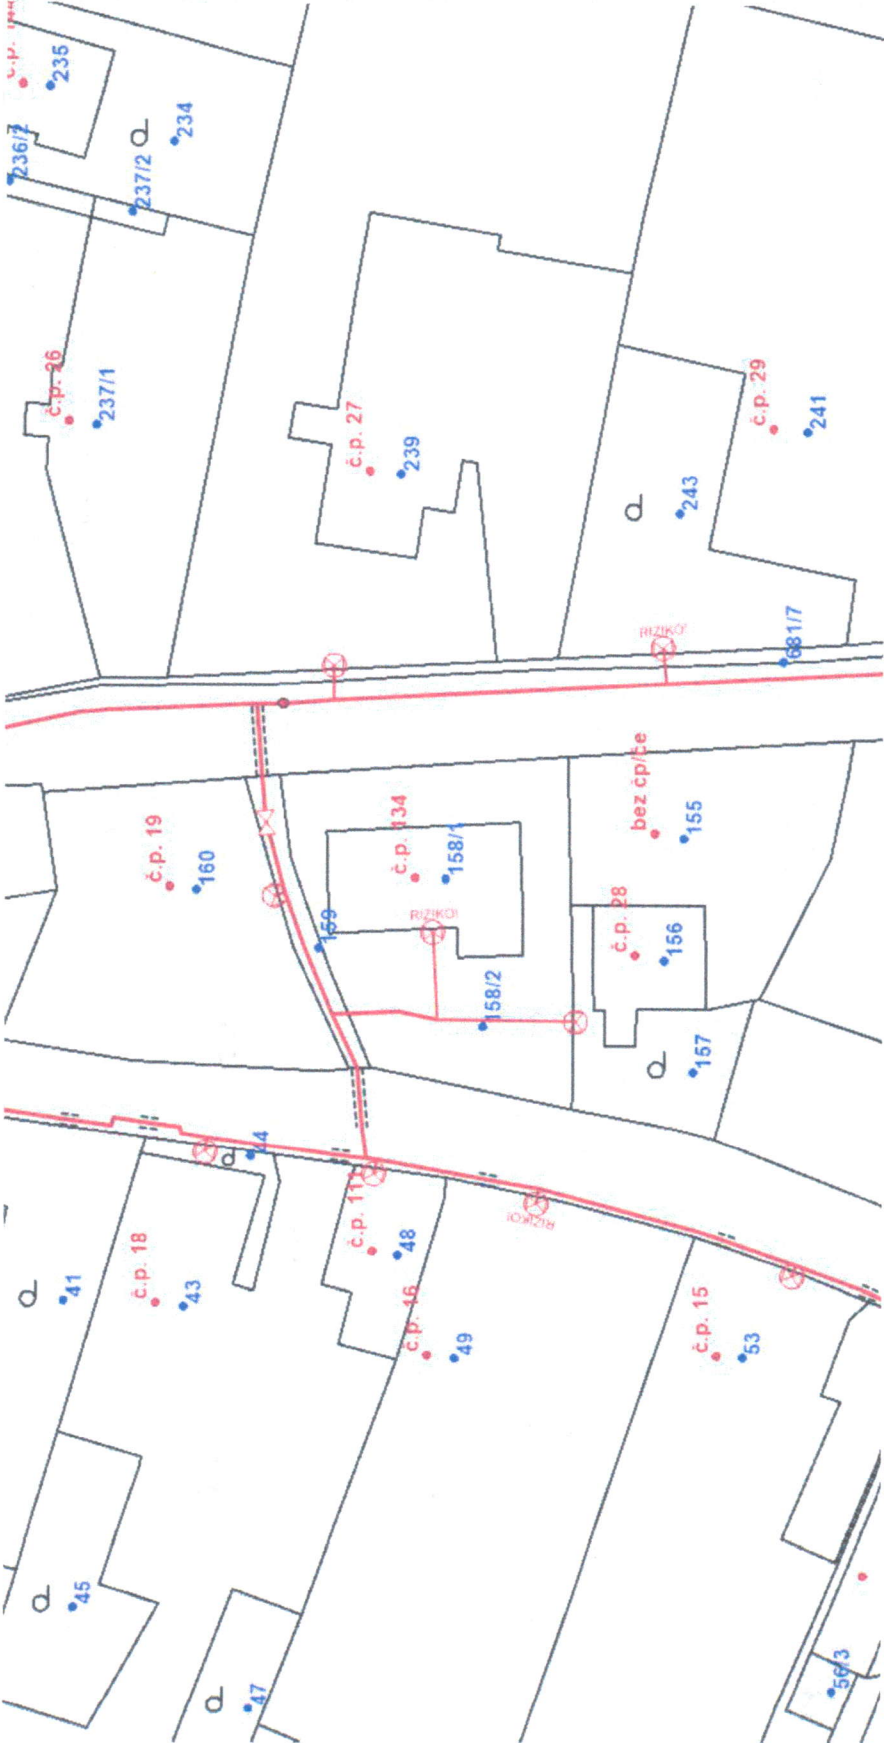 235
236/2
234
237/2
č.p. 26
237/1
č.p. 27
239
č.p. 29
241
243
RIZIKO!
681/7
č.p. 19
160
č.p. 134
158/1
bez čp/če
155
RIZIKO!
159
č.p. 28
156
158/2
157
44
č.p. 111
48
RIZIKO!
č.p. 18
43
41
č.p. 16
49
č.p. 15
53
45
47
56/3